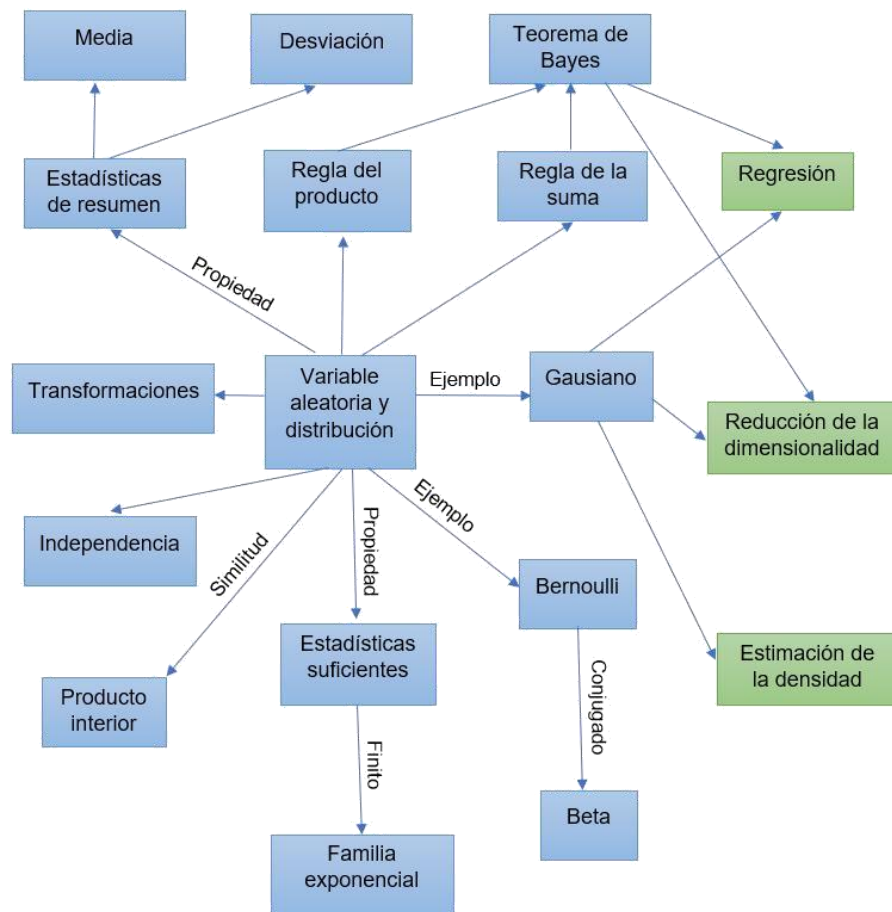 Media
Desviación
Teorema de
Bayes
Estadísticas
de resumen
Regla del
producto
Regla de la
suma
Regresión
Propiedad
Transformaciones
Variable
aleatoria y
distribución
Ejemplo
Gausiano
Reducción de la
dimensionalidad
Independencia
Similitud
Propiedad
Ejemplo
Bernoulli
Estadísticas
suficientes
Estimación de
la densidad
Producto
interior
Conjugado
Finito
Beta
Familia
exponencial